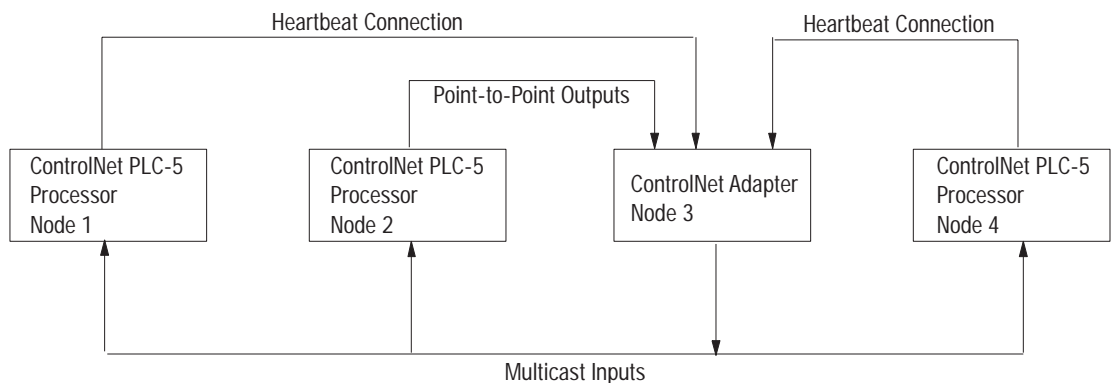 Heartbeat Connection
Heartbeat Connection
Point-to-Point Outputs
ControlNet PLC-5
Processor
Node 1
ControlNet PLC-5
Processor
Node 2
ControlNet Adapter
Node 3
ControlNet PLC-5
Processor
Node 4
Multicast Inputs